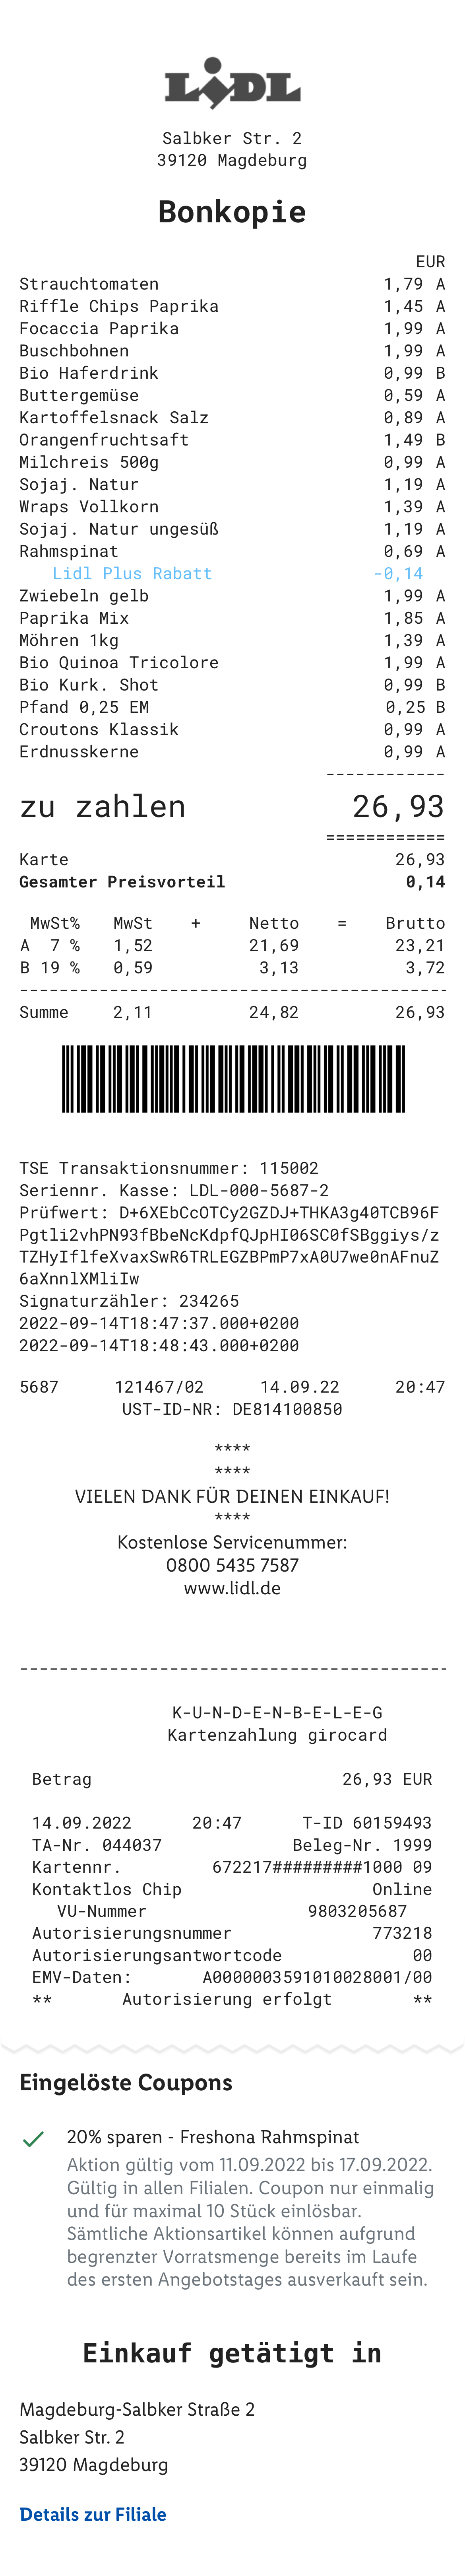 LIDL
Salbker Str. 2
39120 Magdeburg
Bonkopie
EUR
Strauchtomaten 1,79 A
Riffle Chips Paprika 1,45 A
Focaccia Paprika 1,99 A
Buschbohnen 1,99 A
Bio Haferdrink 0,99 B
Buttergemüse 0,59 A
Kartoffelsnack Salz 0,89 A
Orangenfruchtsaft 1,49 B
Milchreis 500g 0,99 A
Sojaj. Natur 1,19 A
Wraps Vollkorn 1,39 A
Sojaj. Natur ungesüß 1,19 A
Rahmspinat 0,69 A
Lidl Plus Rabatt -0,14
Zwiebeln gelb 1,99 A
Paprika Mix 1,85 A
Möhren 1kg 1,39 A
Bio Quinoa Tricolore 1,99 A
Bio Kurk. Shot 0,99 B
Pfand 0,25 EM 0,25 B
Croutons Klassik 0,99 A
Erdnusskerne 0,99 A
------------
zu zahlen 26,93
============
Karte 26,93
Gesamter Preisvorteil 0,14
MwSt% MwSt + Netto = Brutto
A 7 % 1,52 21,69 23,21
B 19 % 0,59 3,13 3,72
-------------------------------------------
Summe 2,11 24,82 26,93
TSE Transaktionsnummer: 115002
Seriennr. Kasse: LDL-000-5687-2
Prüfwert: D+6XEbCcOTCy2GZDJ+THKA3g40TCB96F
Pgtli2vhPN93fBbeNcKdpfQJpHI06SC0fSBggiys/z
TZHyIflfeXvaxSwR6TRLEGZBPmP7xA0U7we0nAFnuZ
6aXnnlXMliIw
Signaturzähler: 234265
2022-09-14T18:47:37.000+0200
2022-09-14T18:48:43.000+0200
5687 121467/02 14.09.22 20:47
UST-ID-NR: DE814100850
****
****
VIELEN DANK FÜR DEINEN EINKAUF!
****
Kostenlose Servicenummer:
0800 5435 7587
www.lidl.de
-------------------------------------------
K-U-N-D-E-N-B-E-L-E-G
Kartenzahlung girocard
Betrag 26,93 EUR
14.09.2022 20:47 T-ID 60159493
TA-Nr. 044037 Beleg-Nr. 1999
Kartennr. 672217#########1000 09
Kontaktlos Chip Online
VU-Nummer 9803205687
Autorisierungsnummer 773218
Autorisierungsantwortcode 00
EMV-Daten: A0000003591010028001/00
** Autorisierung erfolgt **
Eingelöste Coupons
20% sparen - Freshona Rahmspinat
Aktion gültig vom 11.09.2022 bis 17.09.2022.
Gültig in allen Filialen. Coupon nur einmalig
und für maximal 10 Stück einlösbar.
Sämtliche Aktionsartikel können aufgrund
begrenzter Vorratsmenge bereits im Laufe
des ersten Angebotstages ausverkauft sein.
Einkauf getätigt in
Magdeburg-Salbker Straße 2
Salbker Str. 2
39120 Magdeburg
Details zur Filiale